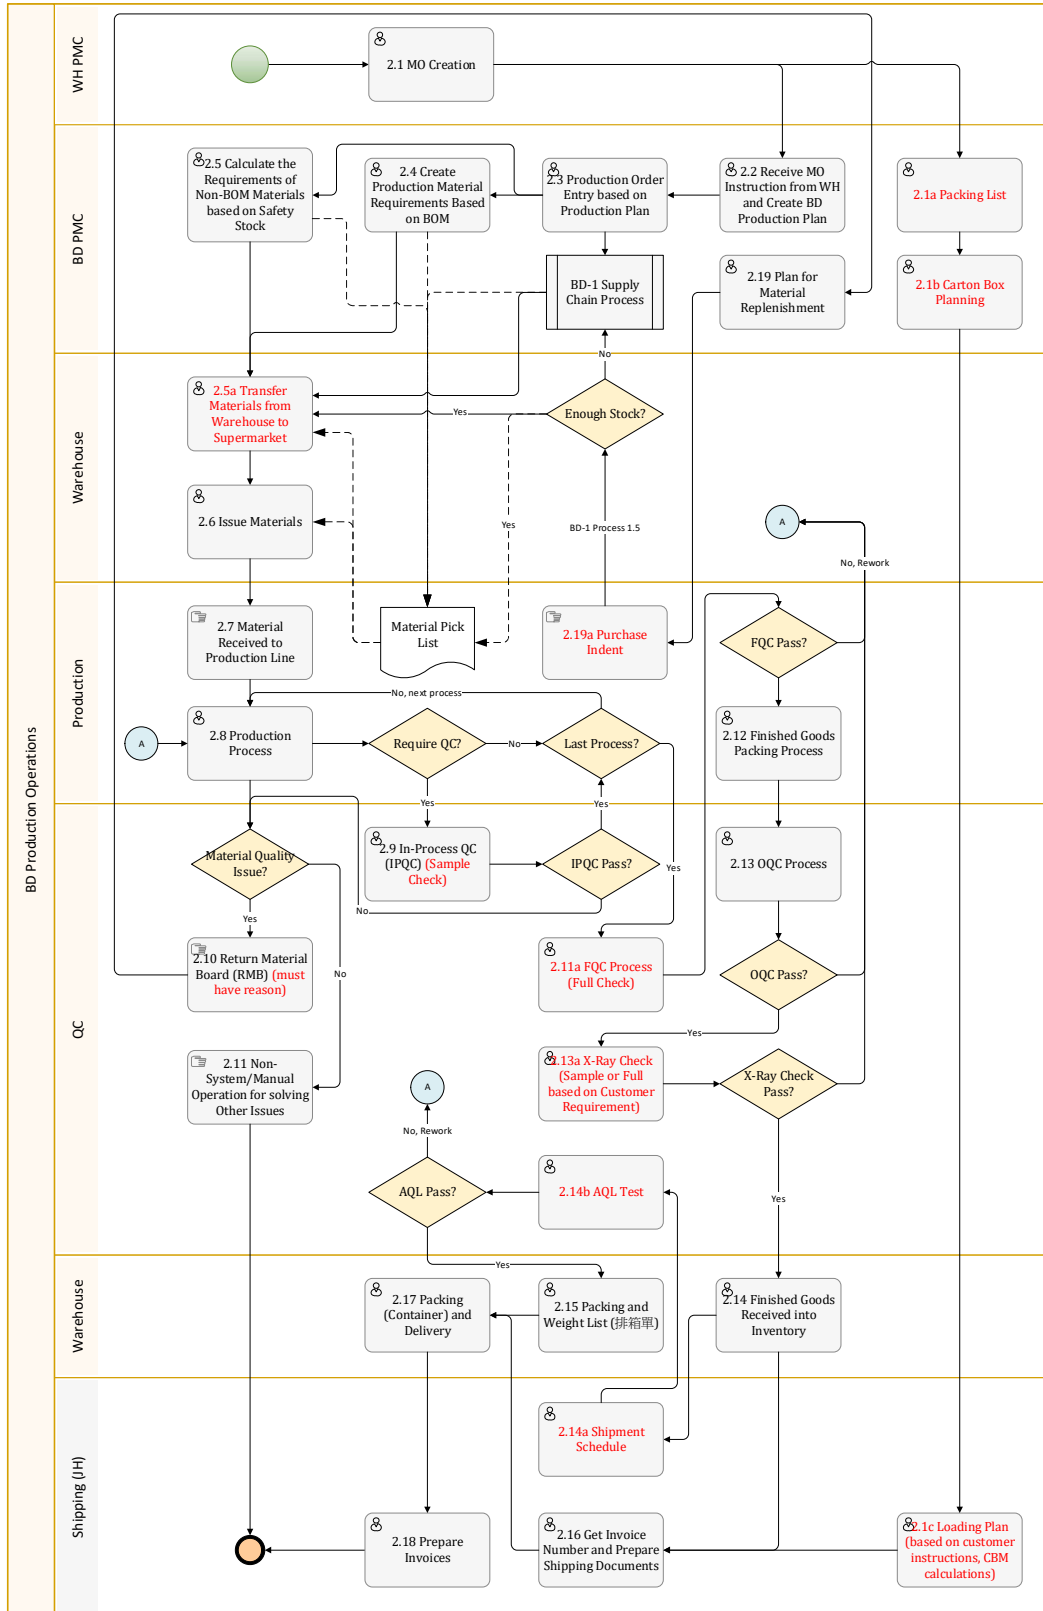 BD Production Operations
WH PMC
2.1 MO Creation
BD PMC
2.5 Calculate the
Requirements of
Non-BOM Materials
based on Safety
Stock
2.4 Create
Production Material
Requirements Based
on BOM
2.3 Production Order
Entry based on
Production Plan
2.2 Receive MO
Instruction from WH
and Create BD
Production Plan
2.1a Packing List
BD-1 Supply
Chain Process
2.19 Plan for
Material
Replenishment
2.1b Carton Box
Planning
No
Warehouse
2.5a Transfer
Materials from
Warehouse to
Supermarket
Yes
Enough Stock?
2.6 Issue Materials
Yes
BD-1 Process 1.5
A
No, Rework
Production
2.7 Material
Received to
Production Line
Material Pick
List
2.19a Purchase
Indent
FQC Pass?
No, next process
A
2.8 Production
Process
Require QC?
No
Last Process?
2.12 Finished Goods
Packing Process
Yes
Yes
QC
Material Quality
Issue?
2.9 In-Process QC
(IPQC) (Sample
Check)
IPQC Pass?
Yes
2.13 OQC Process
No
Yes
2.10 Return Material
Board (RMB) (must
have reason)
No
2.11a FQC Process
(Full Check)
OQC Pass?
Yes
2.11 Non-
System/Manual
Operation for solving
Other Issues
A
2.13a X-Ray Check
(Sample or Full
based on Customer
Requirement)
X-Ray Check
Pass?
No, Rework
AQL Pass?
2.14b AQL Test
Yes
Yes
Warehouse
2.17 Packing
(Container) and
Delivery
2.15 Packing and
Weight List (排箱單)
2.14 Finished Goods
Received into
Inventory
Shipping (JH)
2.14a Shipment
Schedule
2.18 Prepare
Invoices
2.16 Get Invoice
Number and Prepare
Shipping Documents
2.1c Loading Plan
(based on customer
instructions, CBM
calculations)